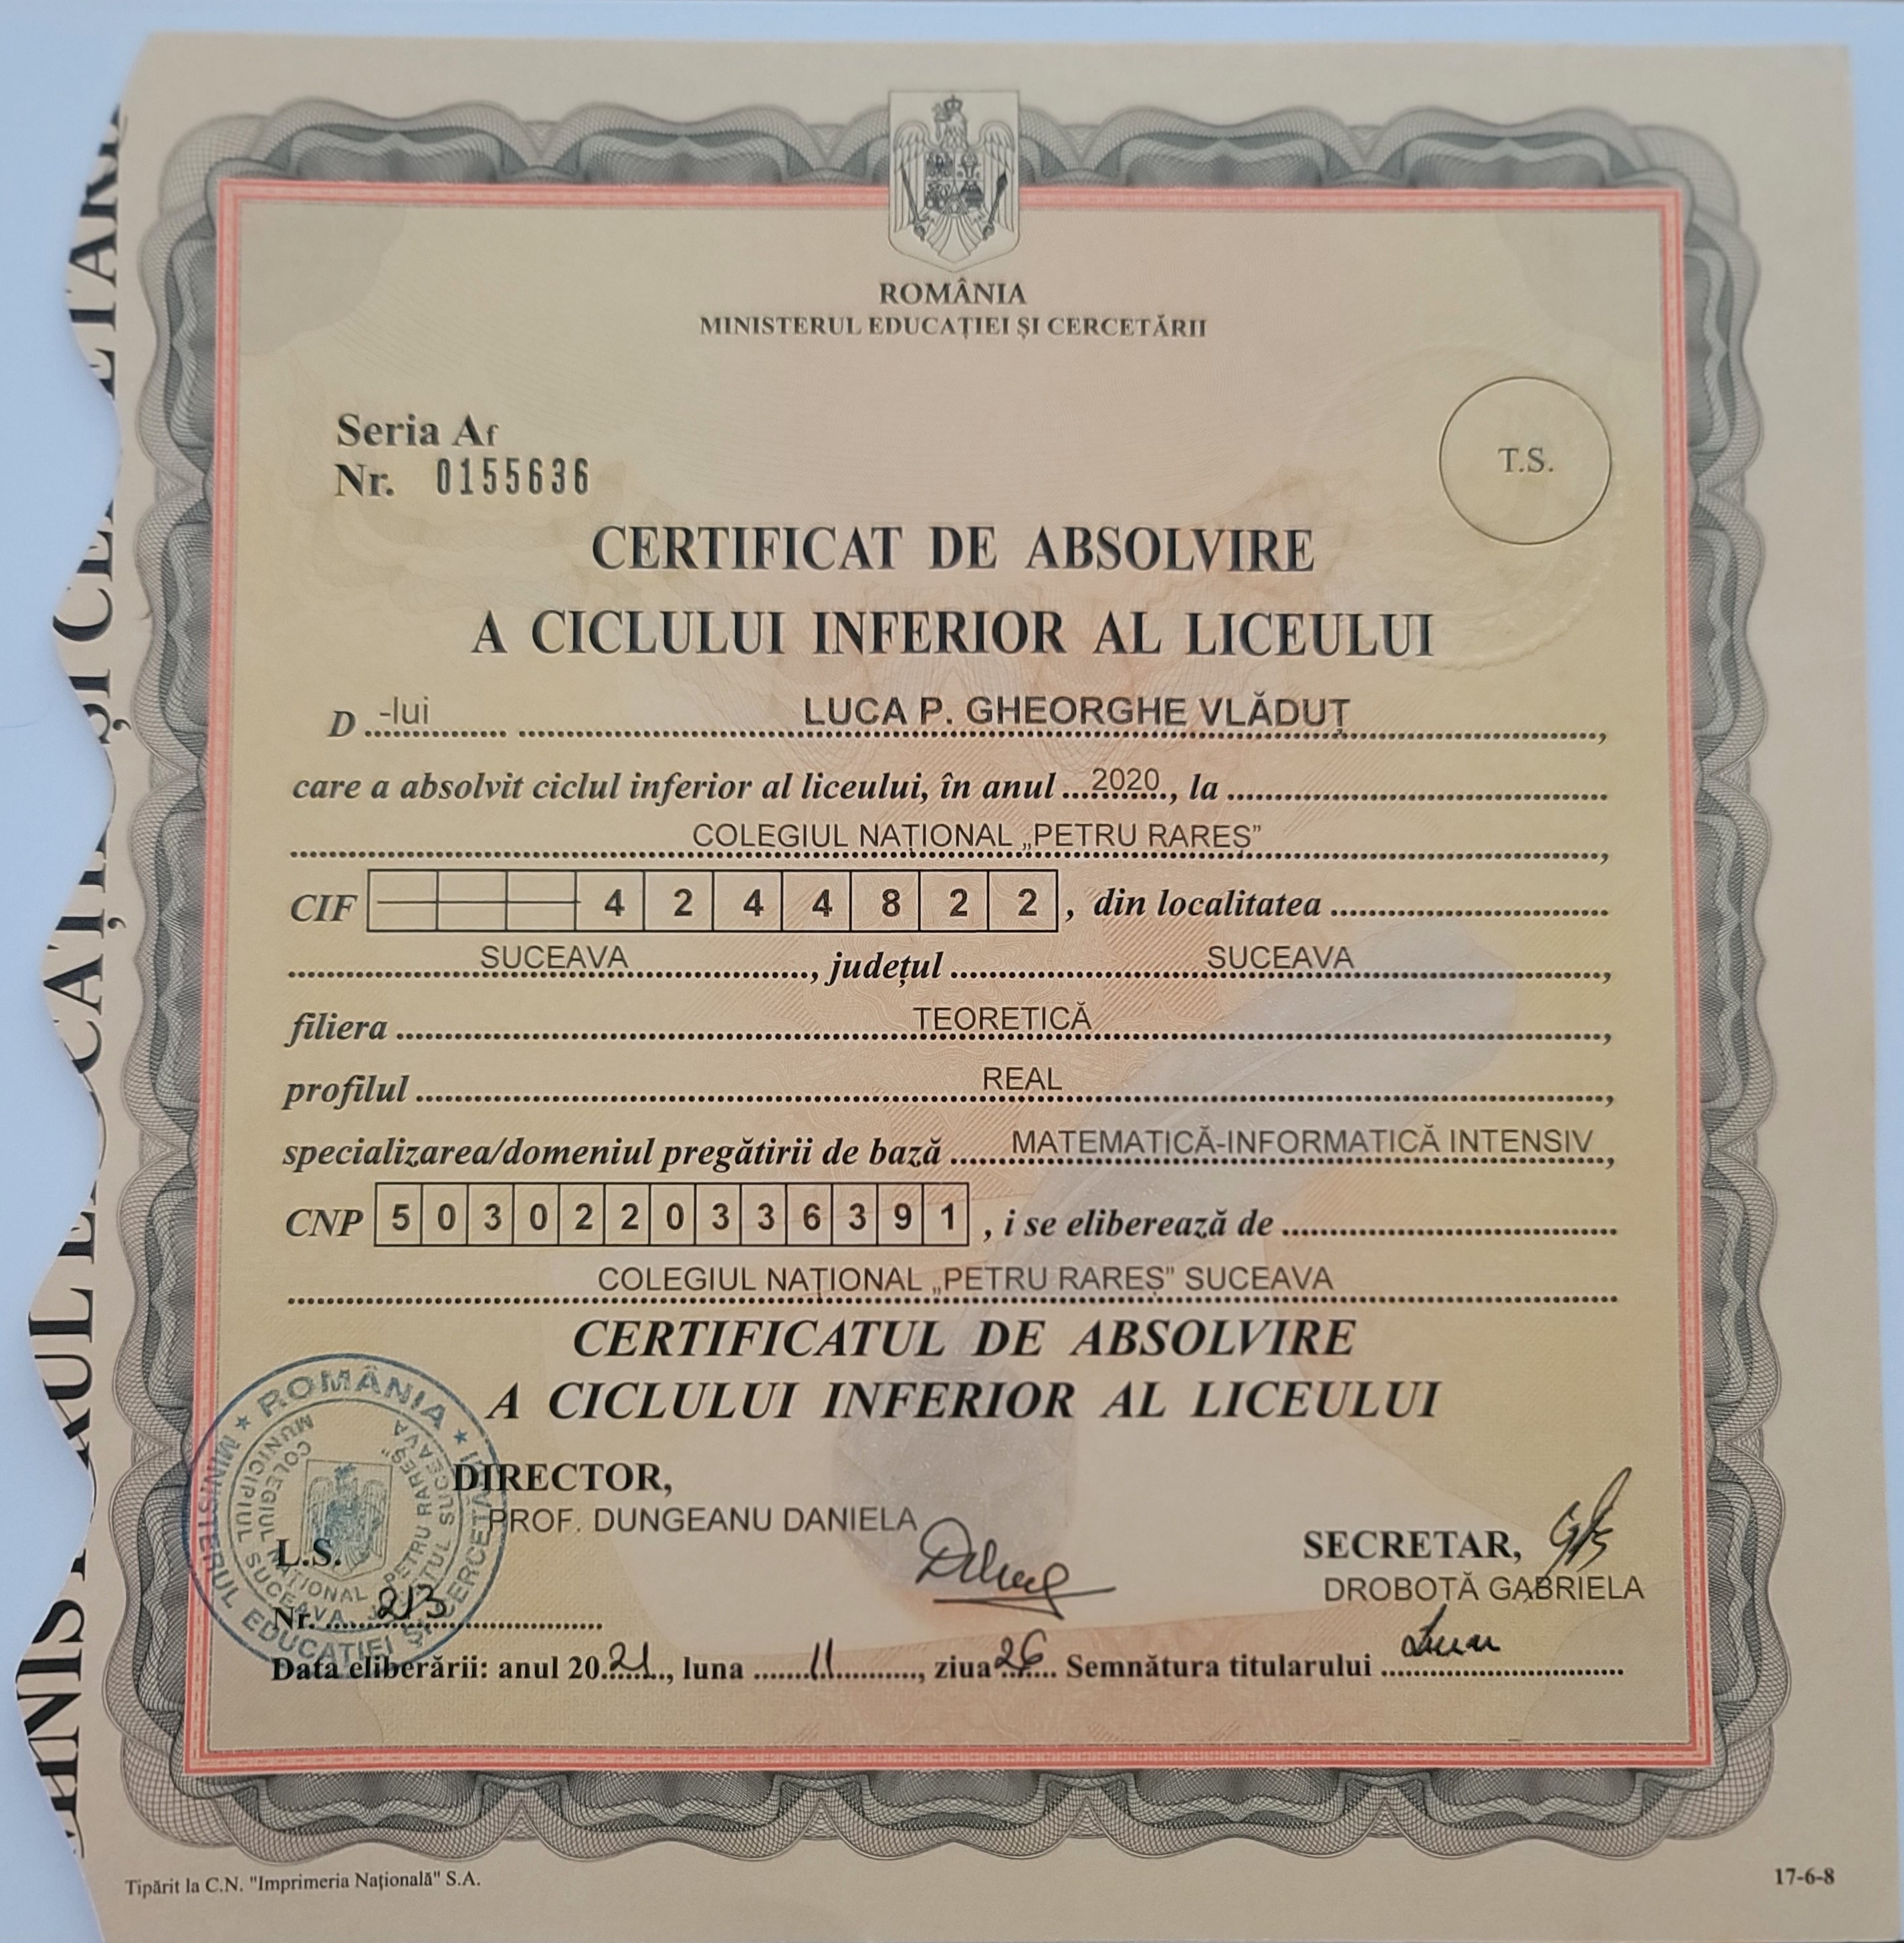 ROMÂNIA
MINISTERUL EDUCAȚIEI ȘI CERCETĂRII
Seria Af
Nr. 0155636
T.S.
CERTIFICAT DE ABSOLVIRE
A CICLULUI INFERIOR AL LICEULUI
D -lui LUCA P. GHEORGHE VLĂDUȚ,
care a absolvit ciclul inferior al liceului, în anul ...2020..., la
COLEGIUL NAȚIONAL „PETRU RAREȘ”,
CIF 4 2 4 4 8 2 2, din localitatea
SUCEAVA, județul SUCEAVA,
filiera TEORETICĂ,
profilul REAL,
specializarea/domeniul pregătirii de bază MATEMATICĂ-INFORMATICĂ INTENSIV,
CNP 5 0 3 0 2 2 0 3 3 6 3 9 1, i se eliberează de
COLEGIUL NAȚIONAL „PETRU RAREȘ” SUCEAVA
CERTIFICATUL DE ABSOLVIRE
A CICLULUI INFERIOR AL LICEULUI
DIRECTOR,
PROF. DUNGEANU DANIELA
SECRETAR,
DROBOTĂ GABRIELA
L.S.
Nr. 213
Data eliberării: anul 2021, luna 11, ziua 26 Semnătura titularului
ROMÂNIA
MINISTERUL EDUCAȚIEI ȘI CERCETĂRII
MUNICIPIUL SUCEAVA, JUDEȚUL SUCEAVA
COLEGIUL NAȚIONAL „PETRU RAREȘ”
Tipărit la C.N. "Imprimeria Națională" S.A.
17-6-8